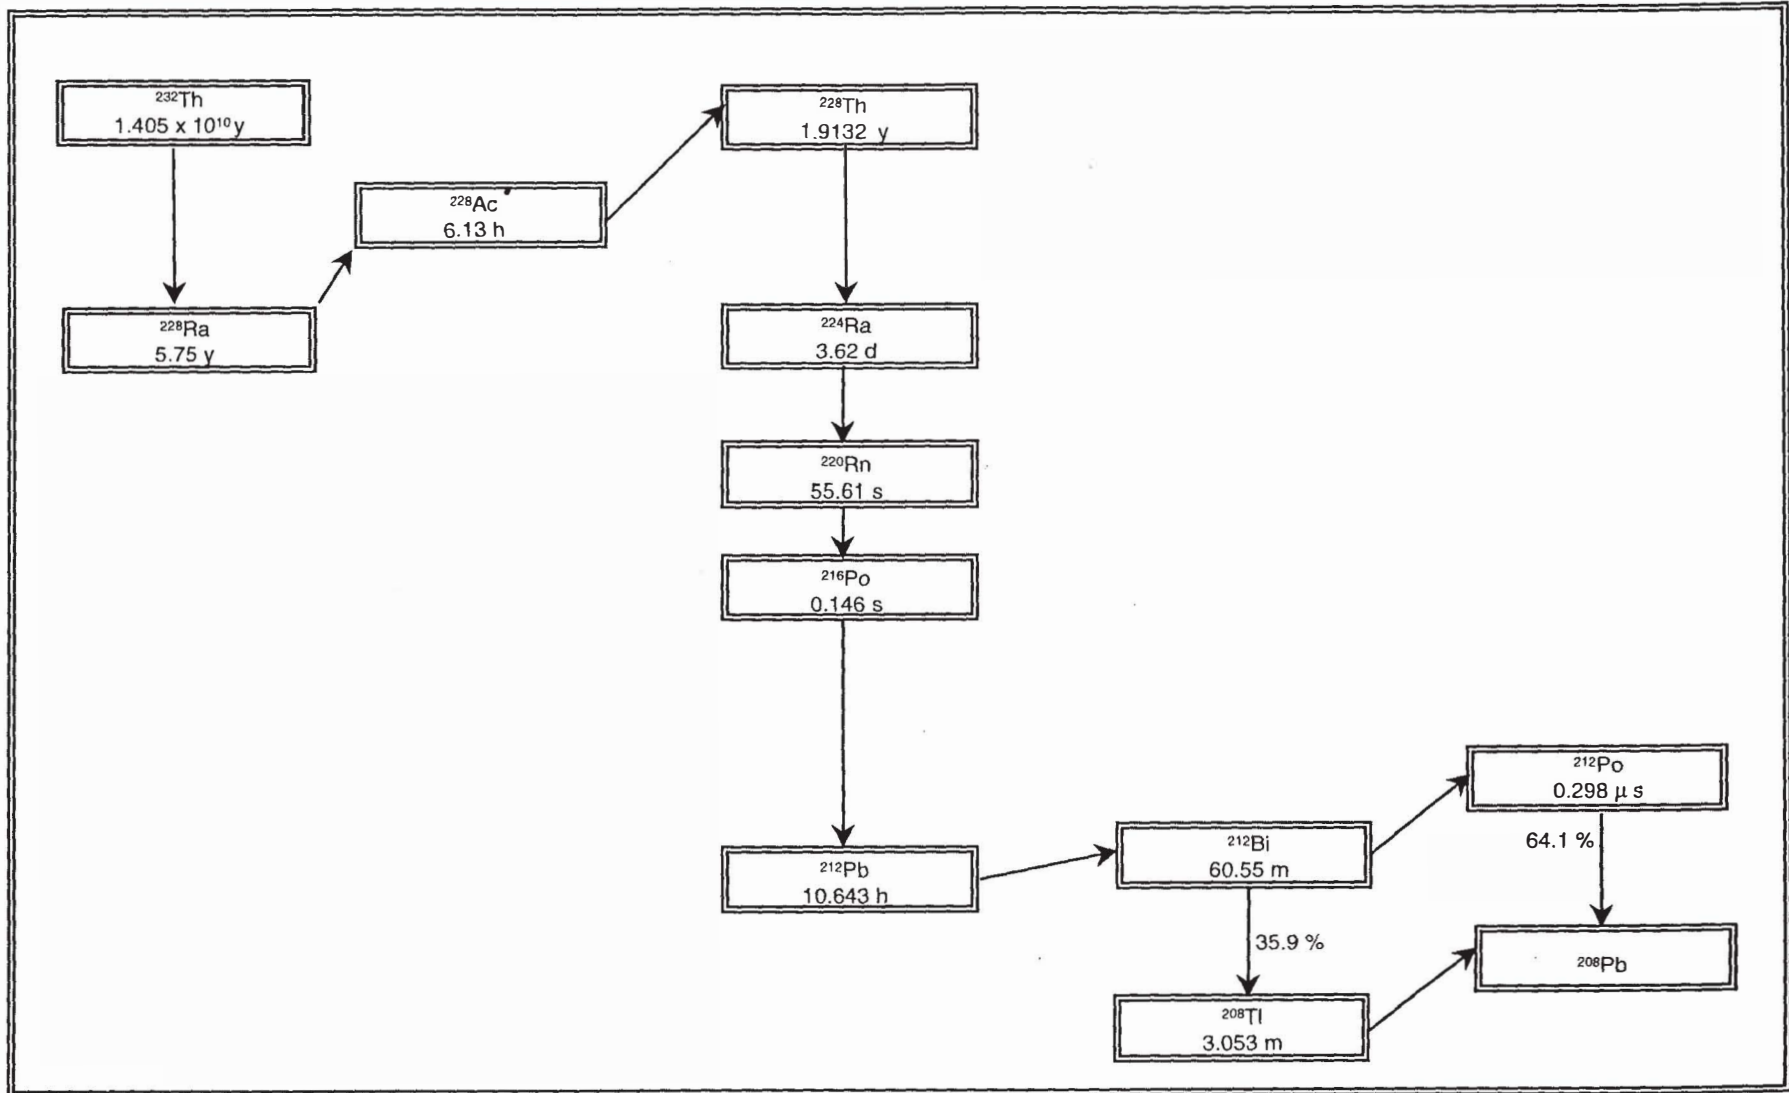 ²³²Th
1.405 x 10¹⁰ y
²²⁸Ra
5.75 y
²²⁸Ac
6.13 h
²²⁸Th
1.9132 y
²²⁴Ra
3.62 d
²²⁰Rn
55.61 s
²¹⁶Po
0.146 s
²¹²Pb
10.643 h
²¹²Bi
60.55 m
35.9 %
²⁰⁸Tl
3.053 m
²¹²Po
0.298 µ s
64.1 %
²⁰⁸Pb